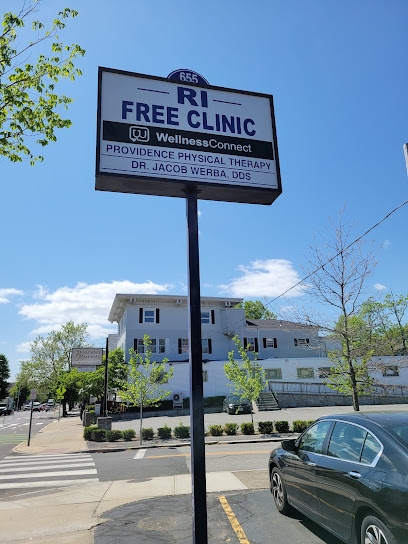 655
RI
FREE CLINIC
WellnessConnect
PROVIDENCE PHYSICAL THERAPY
DR. JACOB WERBA, DDS